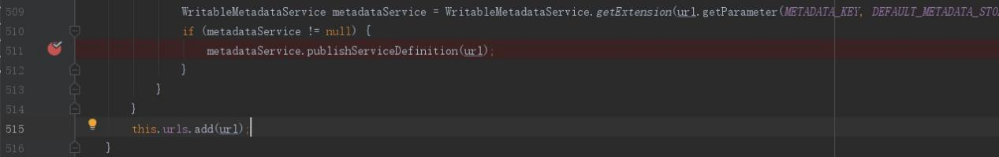 509 WritableMetadataService metadataService = WritableMetadataService.getExtension(url.getParameter(METADATA_KEY, DEFAULT_METADATA_STO
510 if (metadataService != null) {
511 metadataService.publishServiceDefinition(url);
512 }
513 }
514 }
515 this.urls.add(url);
516 }